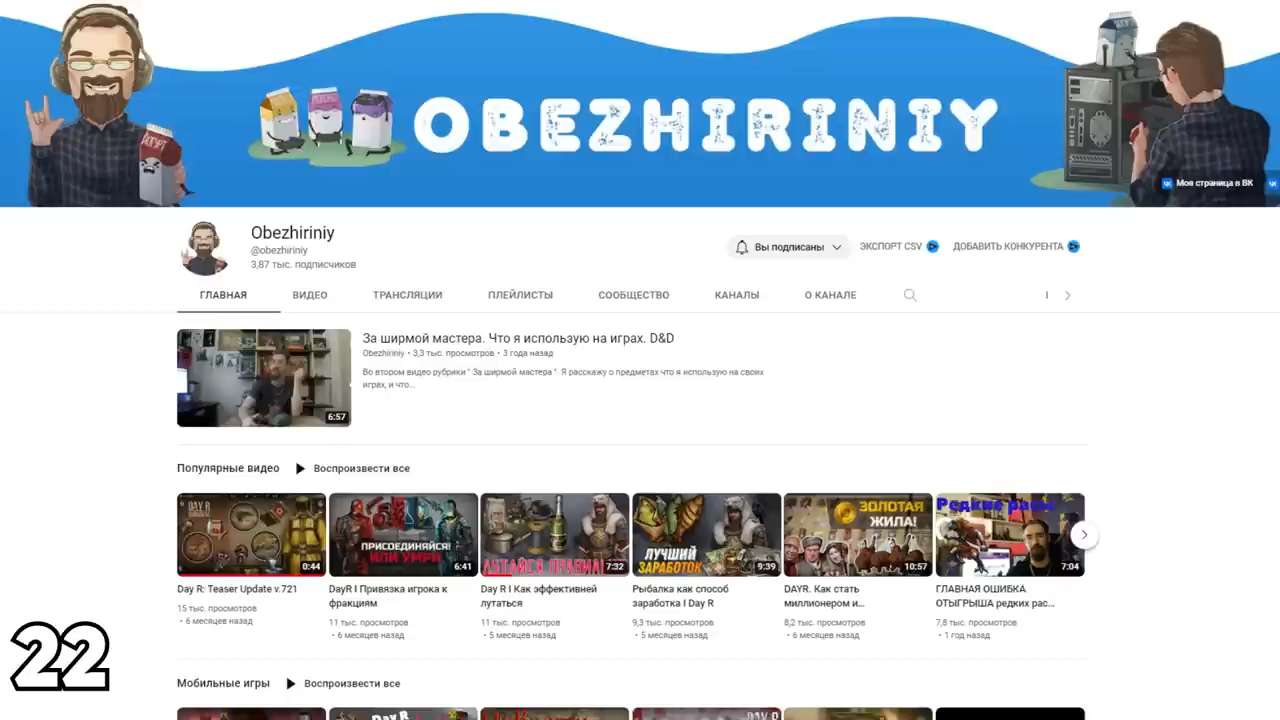 OBEZHIRINIY
Моя страница в ВК
Obezhiriniy
@obezhiriniy
3,87 тыс. подписчиков
Вы подписаны
ЭКСПОРТ CSV
ДОБАВИТЬ КОНКУРЕНТА
ГЛАВНАЯ
ВИДЕО
ТРАНСЛЯЦИИ
ПЛЕЙЛИСТЫ
СООБЩЕСТВО
КАНАЛЫ
О КАНАЛЕ
За ширмой мастера. Что я использую на играх. D&D
Obezhiriniy • 3,3 тыс. просмотров • 3 года назад
Во втором видео рубрики " За ширмой мастера ". Я расскажу о предметах что я использую на своих
играх, и что...
6:57
Популярные видео
Воспроизвести все
DAY R
0:44
ПРИСОЕДИНЯЙСЯ!
ИЛИ УМРИ
6:41
ЛУТАЙСЯ ПРАВИЛЬНО!
7:32
ЛУЧШИЙ
ЗАРАБОТОК
9:39
ЗОЛОТАЯ
ЖИЛА!
10:57
Редкие расы
7:04
Day R: Teaser Update v.721
15 тыс. просмотров
• 6 месяцев назад
DayR I Привязка игрока к
фракциям
11 тыс. просмотров
• 6 месяцев назад
Day R I Как эффективней
лутаться
11 тыс. просмотров
• 5 месяцев назад
Рыбалка как способ
заработка I Day R
9,3 тыс. просмотров
• 5 месяцев назад
DAYR. Как стать
миллионером и...
8,2 тыс. просмотров
• 6 месяцев назад
ГЛАВНАЯ ОШИБКА
ОТЫГРЫША редких рас...
7,8 тыс. просмотров
• 1 год назад
22
Мобильные игры
Воспроизвести все